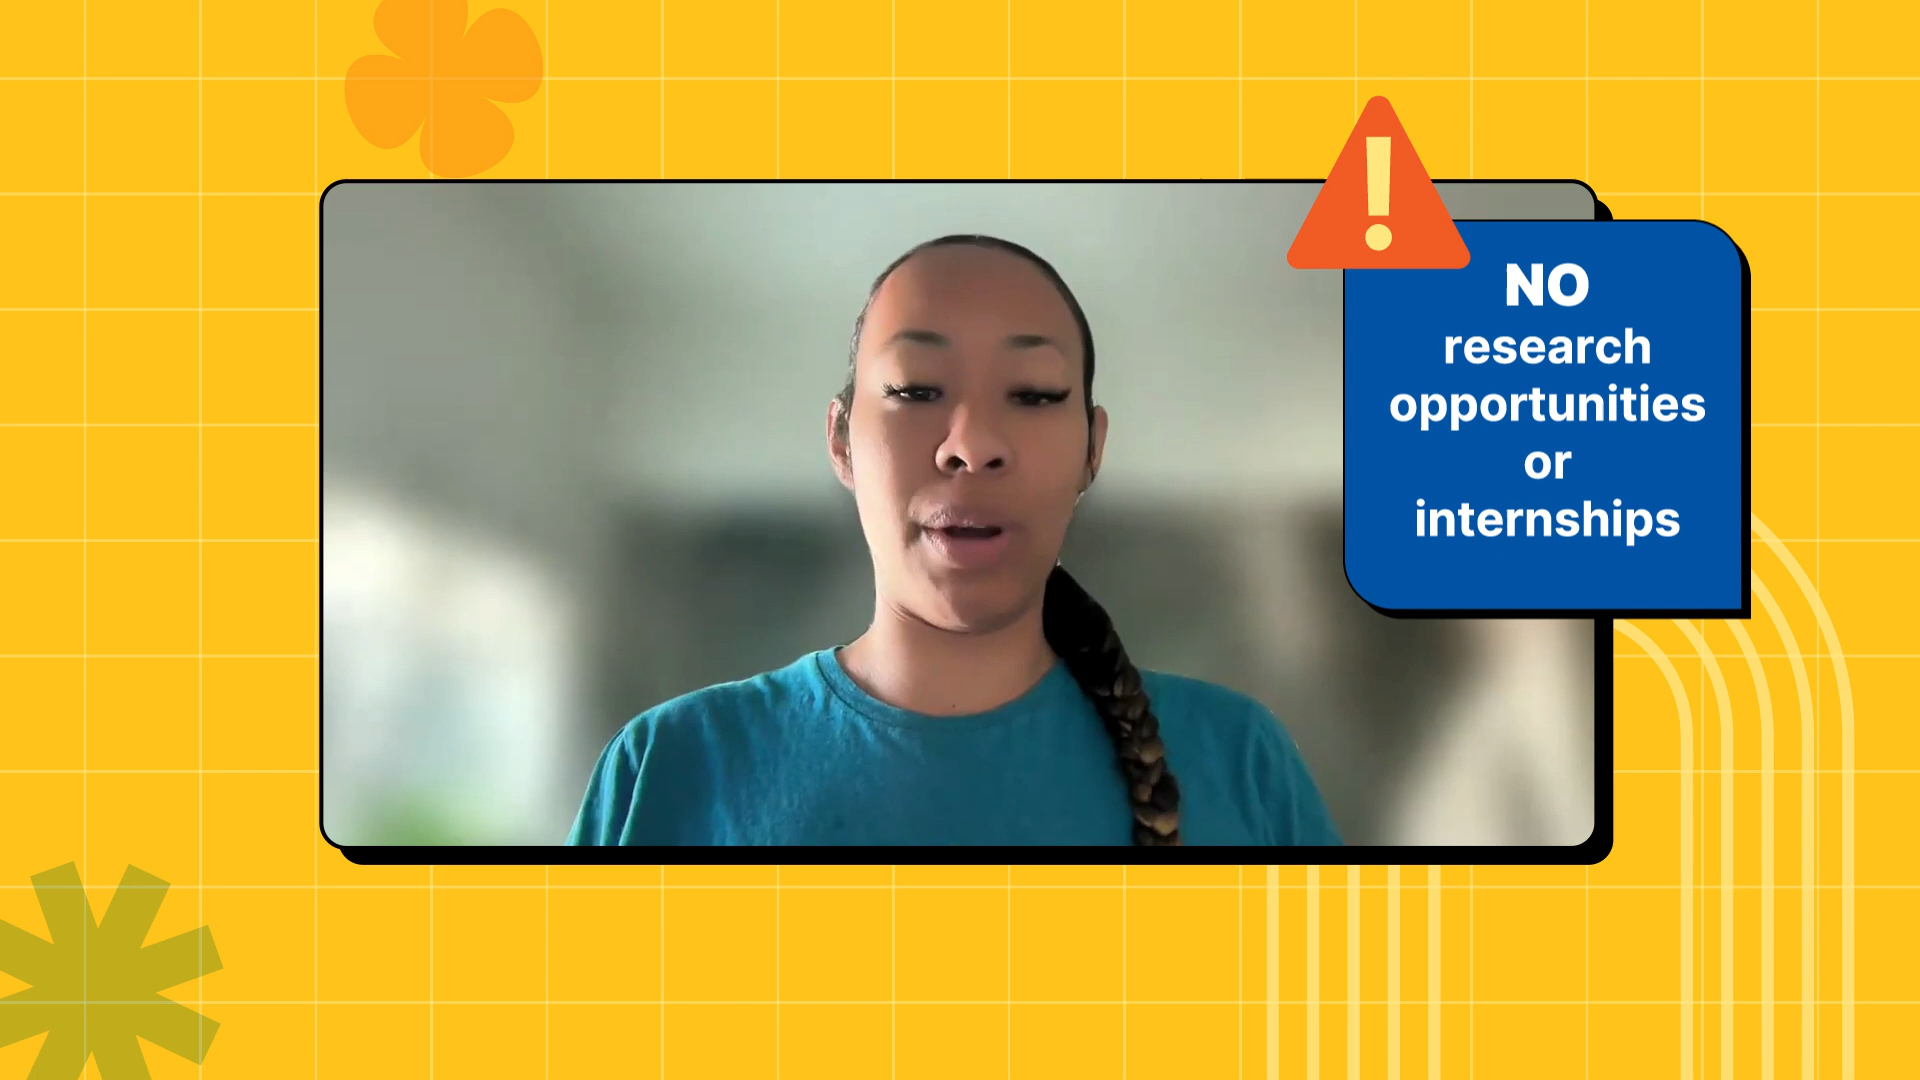 NO
research
opportunities
or
internships